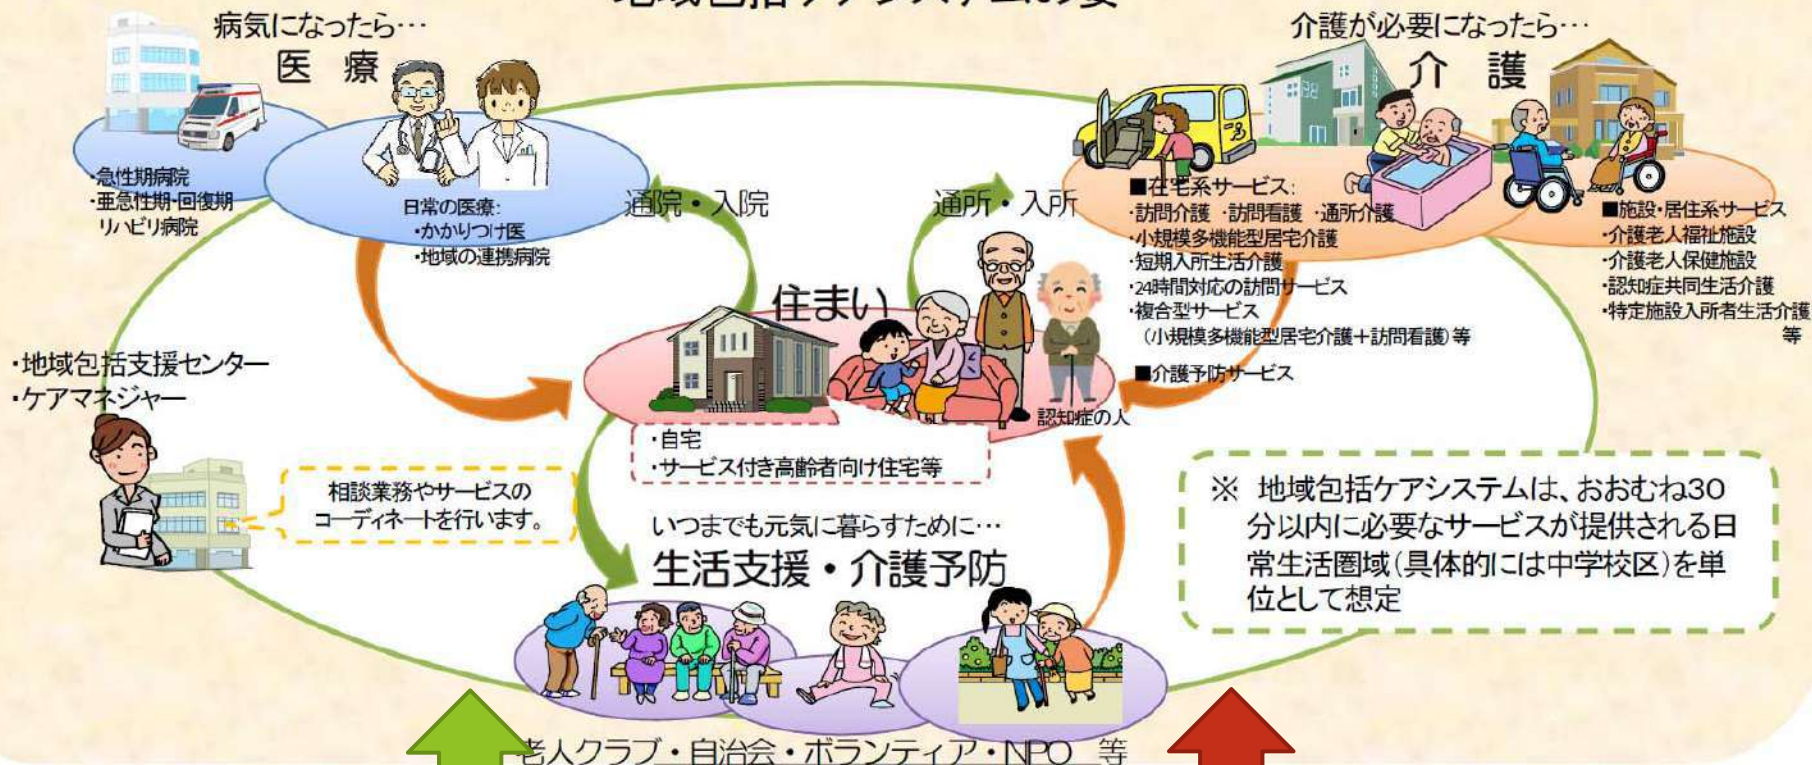 地域包括ケアシステムの姿
病気になったら…
医 療
・急性期病院
・亜急性期・回復期
リハビリ病院
日常の医療:
・かかりつけ医
・地域の連携病院
通院・入院
通所・入所
介護が必要になったら…
介 護
■在宅系サービス:
・訪問介護 ・訪問看護 ・通所介護
・小規模多機能型居宅介護
・短期入所生活介護
・24時間対応の訪問サービス
・複合型サービス
(小規模多機能型居宅介護+訪問看護)等
■介護予防サービス
■施設・居住系サービス
・介護老人福祉施設
・介護老人保健施設
・認知症共同生活介護
・特定施設入所者生活介護
等
住まい
認知症の人
・自宅
・サービス付き高齢者向け住宅等
・地域包括支援センター
・ケアマネジャー
相談業務やサービスの
コーディネートを行います。
いつまでも元気に暮らすために…
生活支援・介護予防
※ 地域包括ケアシステムは、おおむね30
分以内に必要なサービスが提供される日
常生活圏域(具体的には中学校区)を単
位として想定
老人クラブ・自治会・ボランティア・NPO 等